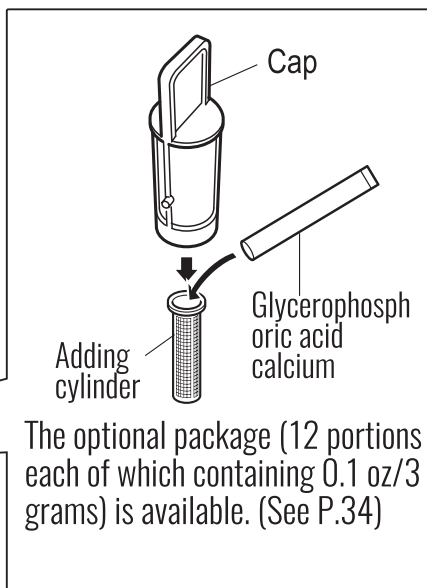 Cap
Glycerophosph
oric acid
calcium
Adding
cylinder
The optional package (12 portions
each of which containing 0.1 oz/3
grams) is available. (See P.34)